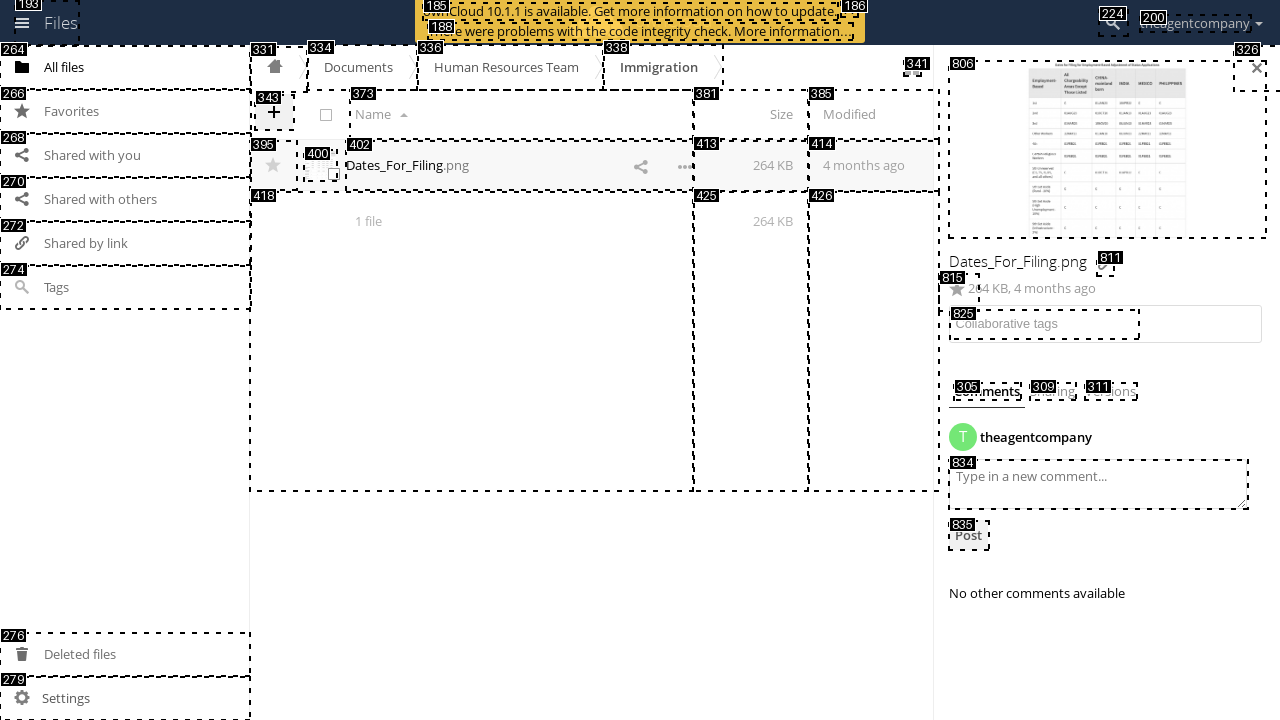 193
Files
185
ownCloud 10.1.1 is available. Get more information on how to update.
186
188
There were problems with the code integrity check. More information…
224
200
theagentcompany
264
All files
266
Favorites
268
Shared with you
270
Shared with others
272
Shared by link
274
Tags
276
Deleted files
279
Settings
331
334
Documents
336
Human Resources Team
338
Immigration
341
343
373
Name
381
Size
385
Modified
395
400
402
Dates_For_Filing.png
413
264 KB
414
4 months ago
418
1 file
425
264 KB
426
326
806
Dates_For_Filing.png
811
815
264 KB, 4 months ago
825
Collaborative tags
305
Comments
309
Sharing
311
Versions
T theagentcompany
834
Type in a new comment...
835
Post
No other comments available